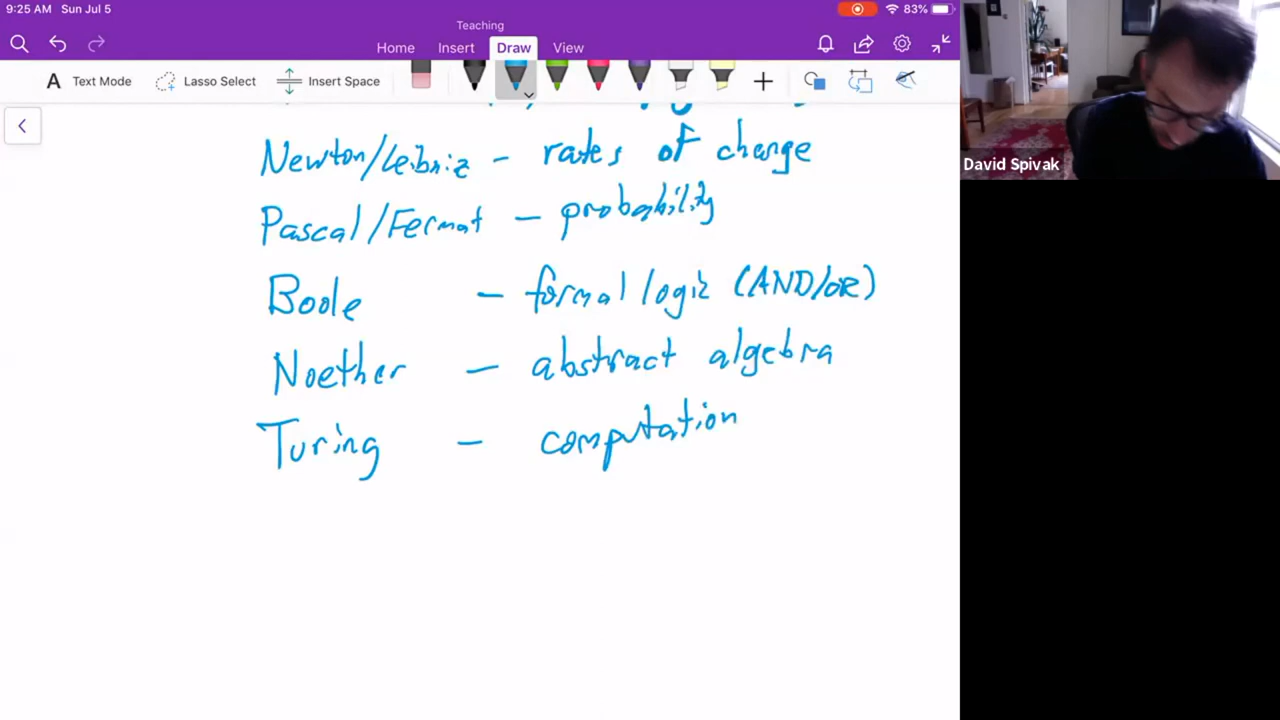 9:25 AM Sun Jul 5
83%
Teaching
Home Insert Draw View
A Text Mode Lasso Select Insert Space
Newton/Leibniz - rates of change
Pascal/Fermat - probability
Boole - formal logic (AND/OR)
Noether - abstract algebra
Turing - computation
David Spivak